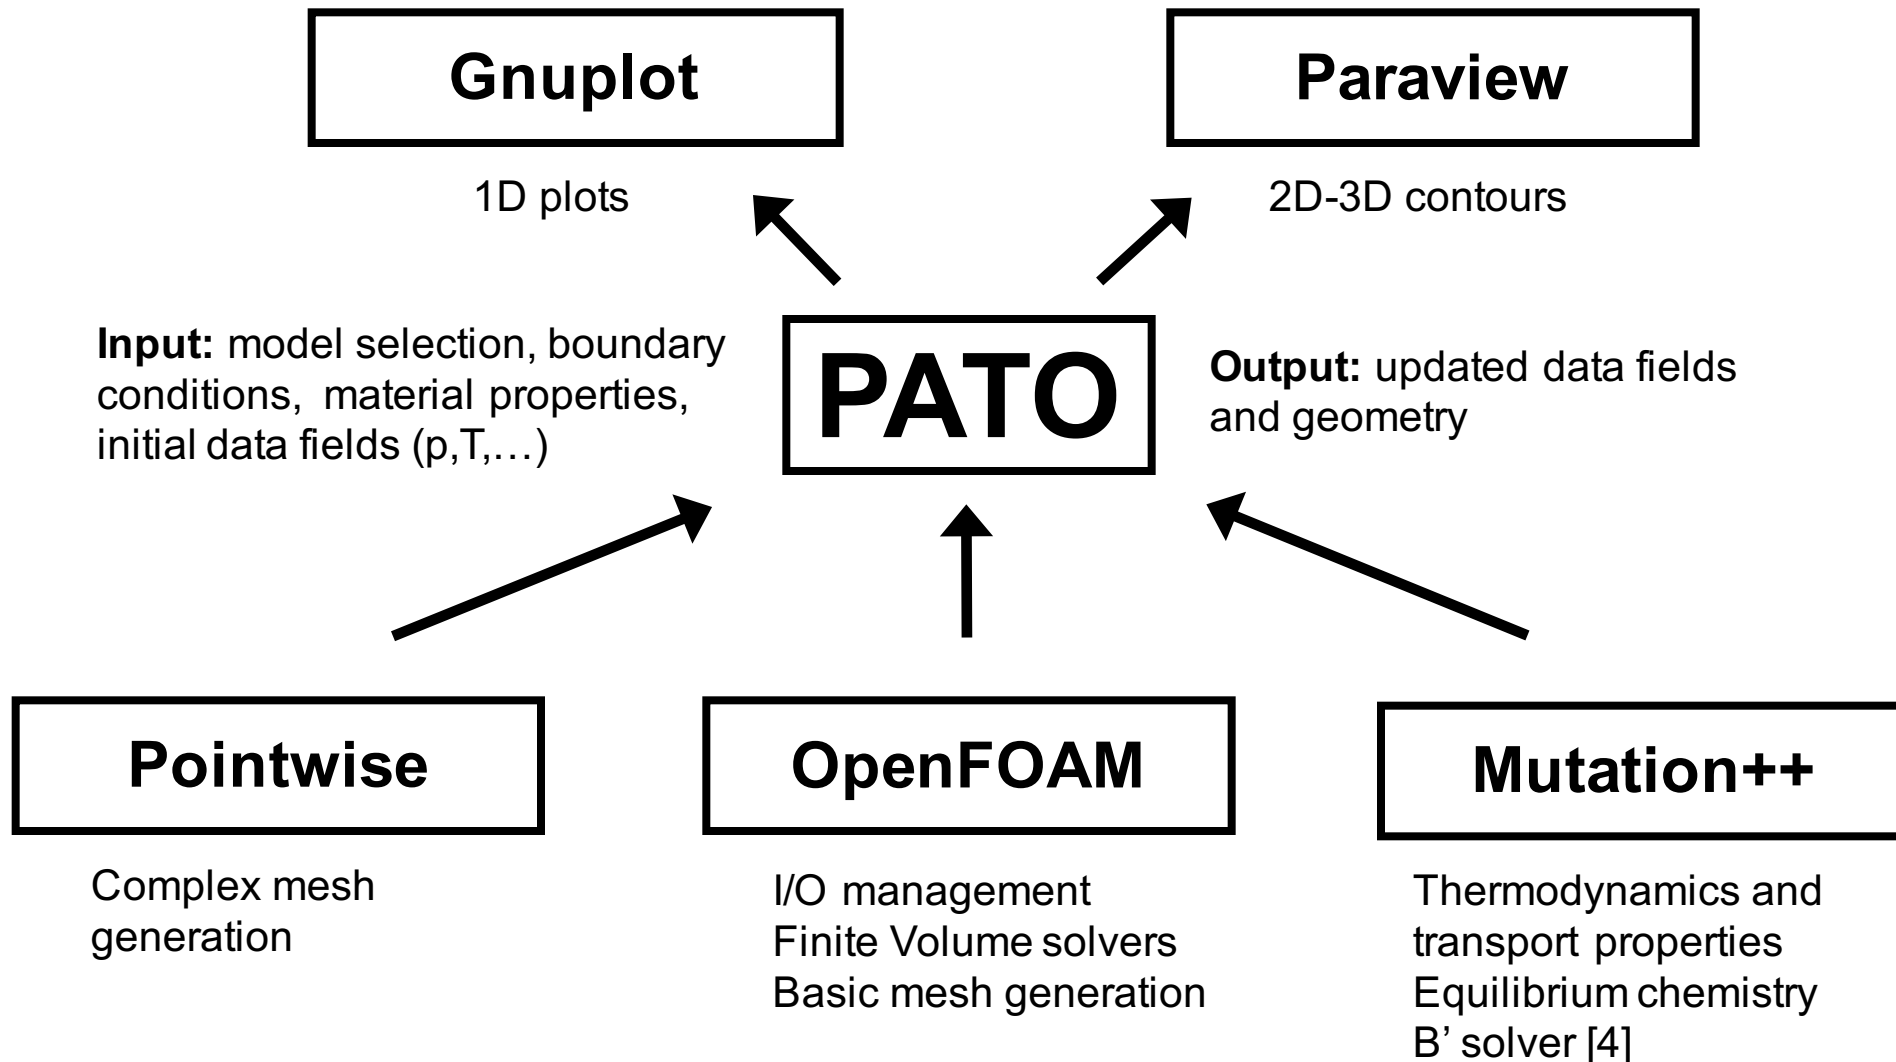 Gnuplot
Paraview
1D plots
2D-3D contours
Input: model selection, boundary
conditions, material properties,
initial data fields (p,T,…)
PATO
Output: updated data fields
and geometry
Pointwise
OpenFOAM
Mutation++
Complex mesh
generation
I/O management
Finite Volume solvers
Basic mesh generation
Thermodynamics and
transport properties
Equilibrium chemistry
B’ solver [4]